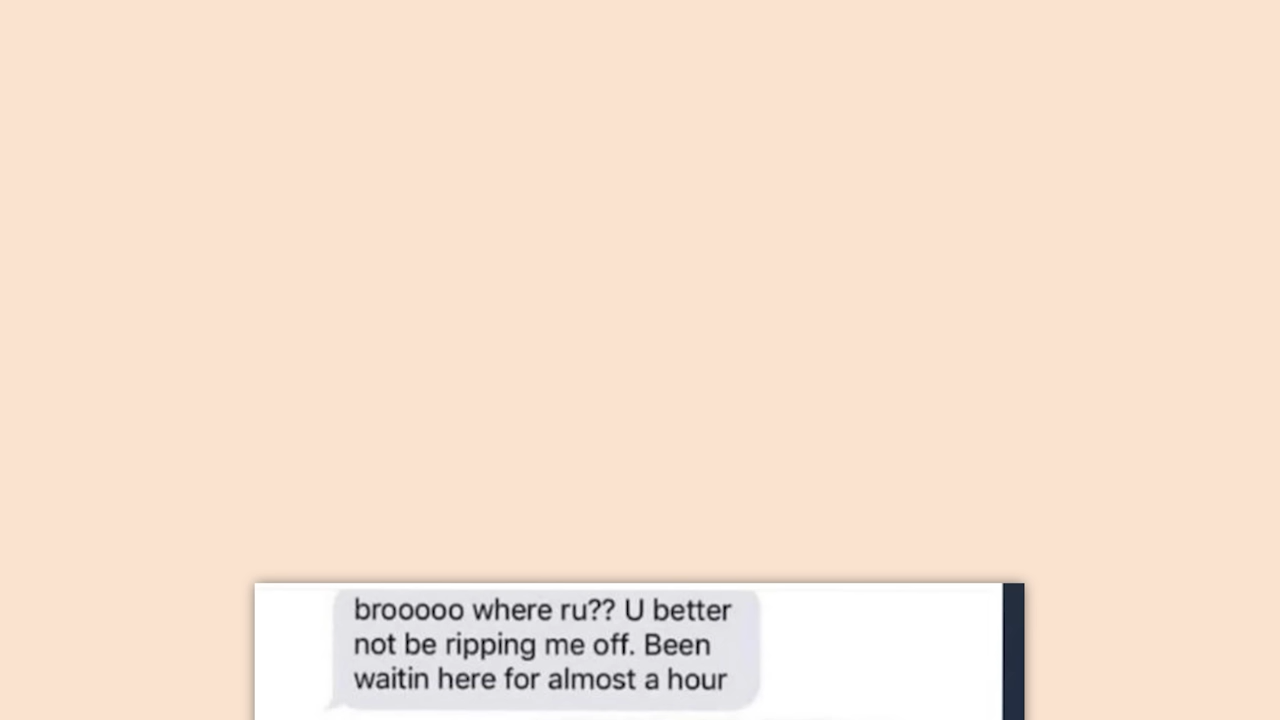 brooooo where ru?? U better
not be ripping me off. Been
waitin here for almost a hour